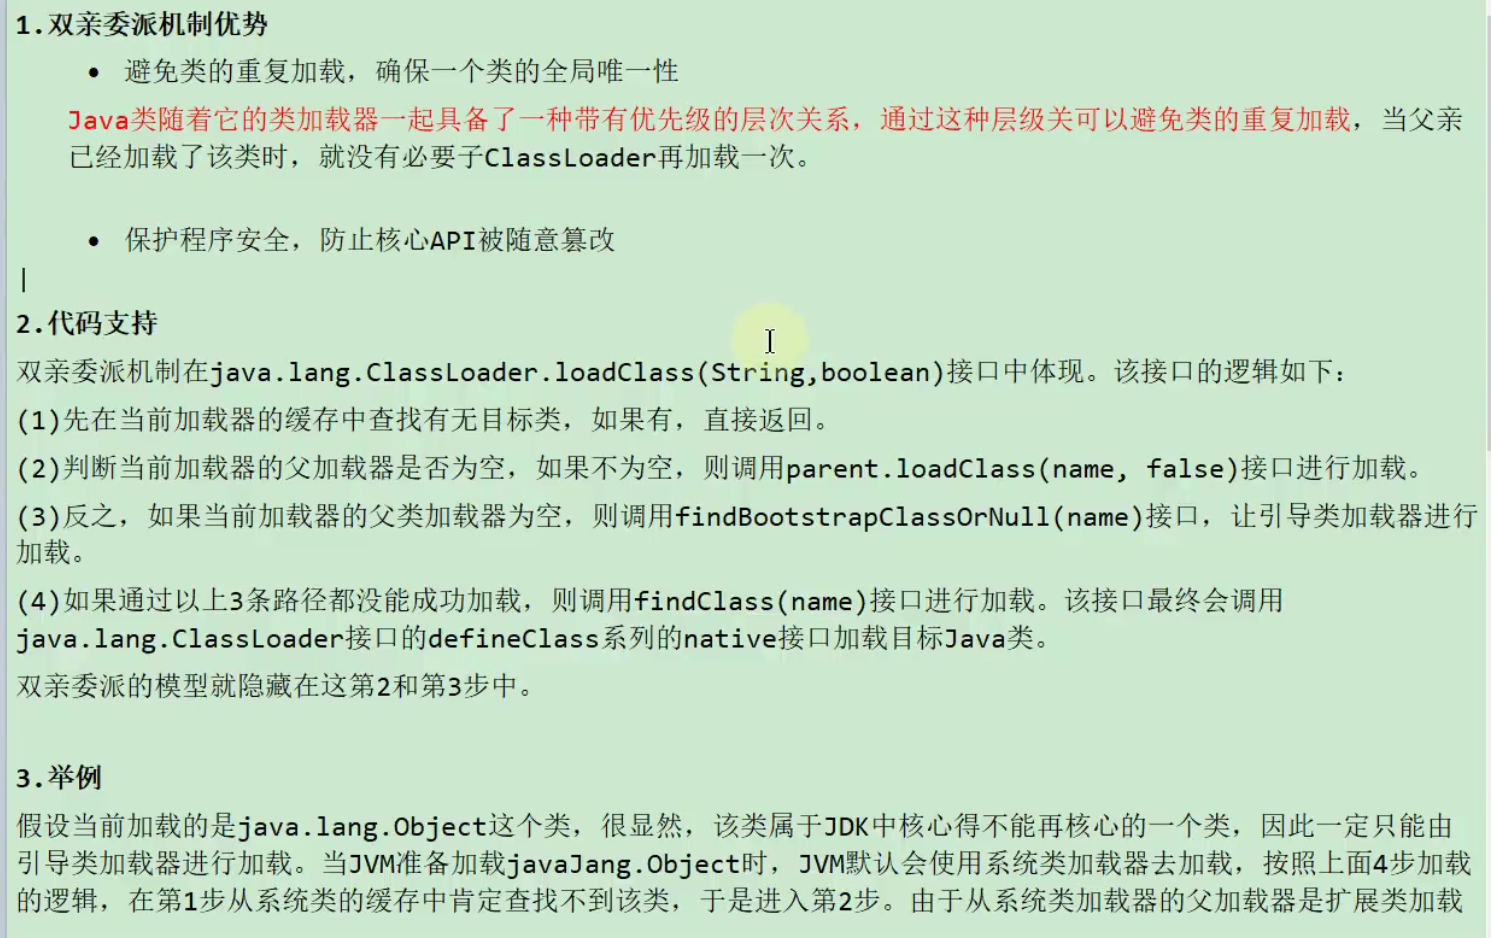 1.双亲委派机制优势
• 避免类的重复加载，确保一个类的全局唯一性
Java类随着它的类加载器一起具备了一种带有优先级的层次关系，通过这种层级关可以避免类的重复加载，当父亲
已经加载了该类时，就没有必要子ClassLoader再加载一次。
• 保护程序安全，防止核心API被随意篡改
2.代码支持
双亲委派机制在java.lang.ClassLoader.loadClass(String,boolean)接口中体现。该接口的逻辑如下：
(1)先在当前加载器的缓存中查找有无目标类，如果有，直接返回。
(2)判断当前加载器的父加载器是否为空，如果不为空，则调用parent.loadClass(name, false)接口进行加载。
(3)反之，如果当前加载器的父类加载器为空，则调用findBootstrapClassOrNull(name)接口，让引导类加载器进行
加载。
(4)如果通过以上3条路径都没能成功加载，则调用findClass(name)接口进行加载。该接口最终会调用
java.lang.ClassLoader接口的defineClass系列的native接口加载目标Java类。
双亲委派的模型就隐藏在这第2和第3步中。
3.举例
假设当前加载的是java.lang.Object这个类，很显然，该类属于JDK中核心得不能再核心的一个类，因此一定只能由
引导类加载器进行加载。当JVM准备加载javaJang.Object时，JVM默认会使用系统类加载器去加载，按照上面4步加载
的逻辑，在第1步从系统类的缓存中肯定查找不到该类，于是进入第2步。由于从系统类加载器的父加载器是扩展类加载